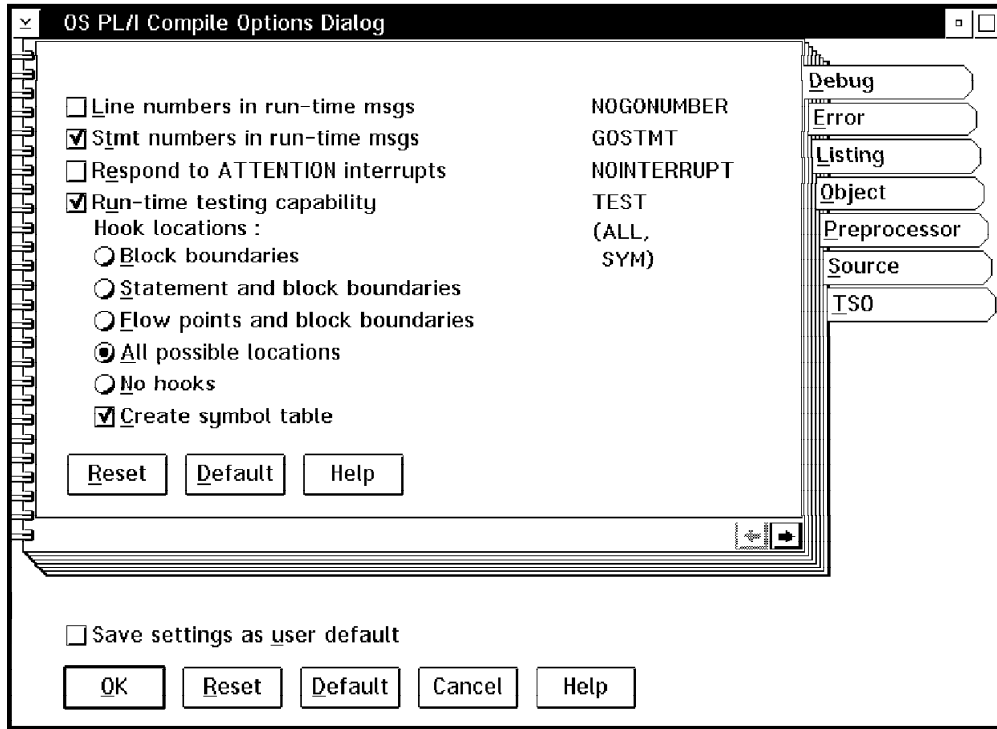 OS PL/I Compile Options Dialog
Line numbers in run-time msgs NOGONUMBER
Stmt numbers in run-time msgs GOSTMT
Respond to ATTENTION interrupts NOINTERRUPT
Run-time testing capability TEST
Hook locations : (ALL,
Block boundaries SYM)
Statement and block boundaries
Flow points and block boundaries
All possible locations
No hooks
Create symbol table
Reset Default Help
Debug
Error
Listing
Object
Preprocessor
Source
TSO
Save settings as user default
OK Reset Default Cancel Help